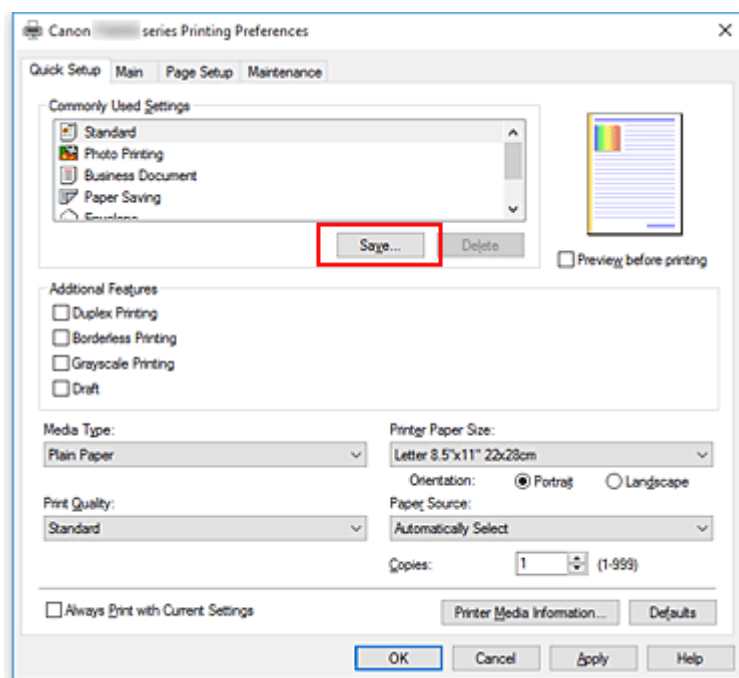 Canon series Printing Preferences
Quick Setup Main Page Setup Maintenance
Commonly Used Settings
Standard
Photo Printing
Business Document
Paper Saving
Envelope
Save... Delete
Preview before printing
Additional Features
Duplex Printing
Borderless Printing
Grayscale Printing
Draft
Media Type:
Plain Paper
Printer Paper Size:
Letter 8.5"x11" 22x28cm
Orientation: Portrait Landscape
Print Quality:
Standard
Paper Source:
Automatically Select
Copies: 1 (1-999)
Always Print with Current Settings
Printer Media Information... Defaults
OK Cancel Apply Help